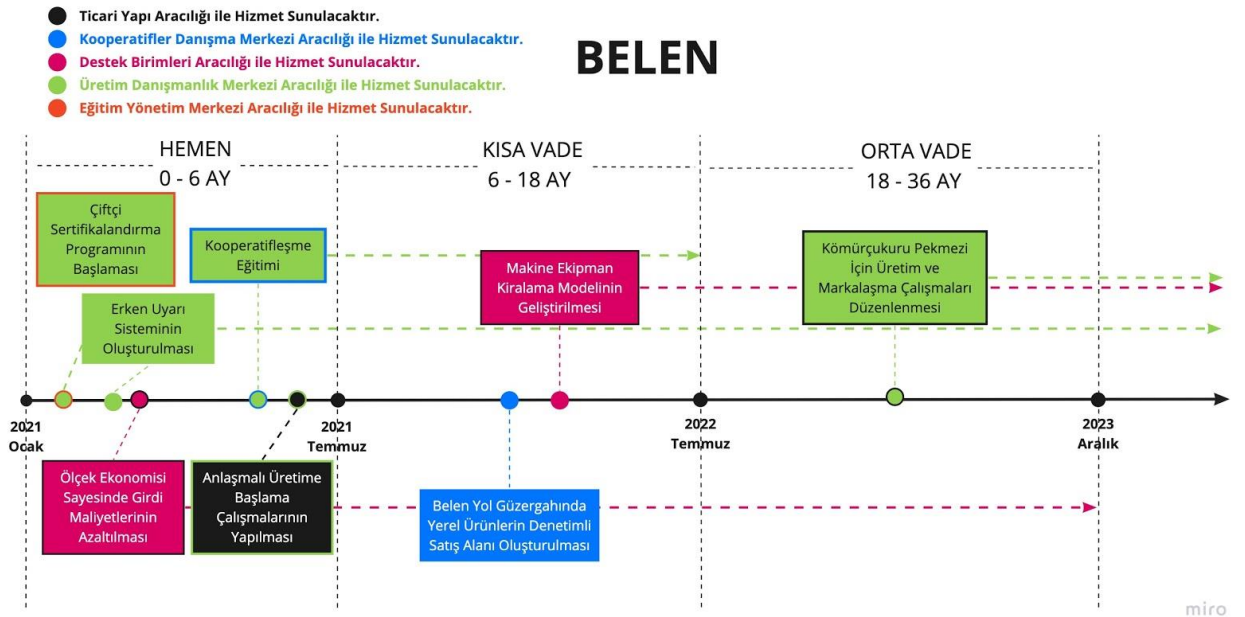 Ticari Yapı Aracılığı ile Hizmet Sunulacaktır.
Kooperatifler Danışma Merkezi Aracılığı ile Hizmet Sunulacaktır.
Destek Birimleri Aracılığı ile Hizmet Sunulacaktır.
Üretim Danışmanlık Merkezi Aracılığı ile Hizmet Sunulacaktır.
Eğitim Yönetim Merkezi Aracılığı ile Hizmet Sunulacaktır.
BELEN
HEMEN
0 - 6 AY
KISA VADE
6 - 18 AY
ORTA VADE
18 - 36 AY
Çiftçi
Sertifikalandırma
Programının
Başlaması
Kooperatifleşme
Eğitimi
Erken Uyarı
Sisteminin
Oluşturulması
Makine Ekipman
Kiralama Modelinin
Geliştirilmesi
Kömürçukuru Pekmezi
İçin Üretim ve
Markalaşma Çalışmaları
Düzenlenmesi
2021
Ocak
2021
Temmuz
2022
Temmuz
2023
Aralık
Ölçek Ekonomisi
Sayesinde Girdi
Maliyetlerinin
Azaltılması
Anlaşmalı Üretime
Başlama
Çalışmalarının
Yapılması
Belen Yol Güzergahında
Yerel Ürünlerin Denetimli
Satış Alanı Oluşturulması
miro